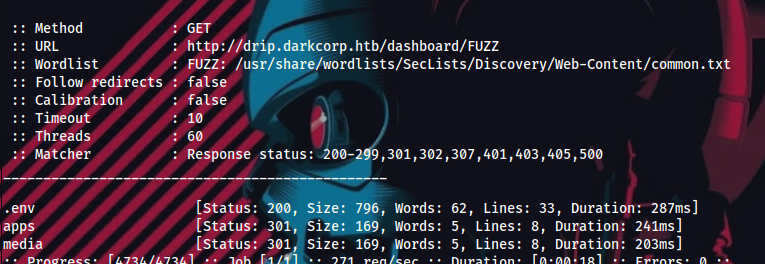 :: Method           : GET
:: URL              : http://drip.darkcorp.htb/dashboard/FUZZ
:: Wordlist         : FUZZ: /usr/share/wordlists/SecLists/Discovery/Web-Content/common.txt
:: Follow redirects : false
:: Calibration      : false
:: Timeout          : 10
:: Threads          : 60
:: Matcher          : Response status: 200-299,301,302,307,401,403,405,500
________________________________________________
.env                    [Status: 200, Size: 796, Words: 62, Lines: 33, Duration: 287ms]
apps                    [Status: 301, Size: 169, Words: 5, Lines: 8, Duration: 241ms]
media                   [Status: 301, Size: 169, Words: 5, Lines: 8, Duration: 203ms]
:: Progress: [4734/4734] :: Job [1/1] :: 271 req/sec :: Duration: [0:00:18] :: Errors: 0 ::